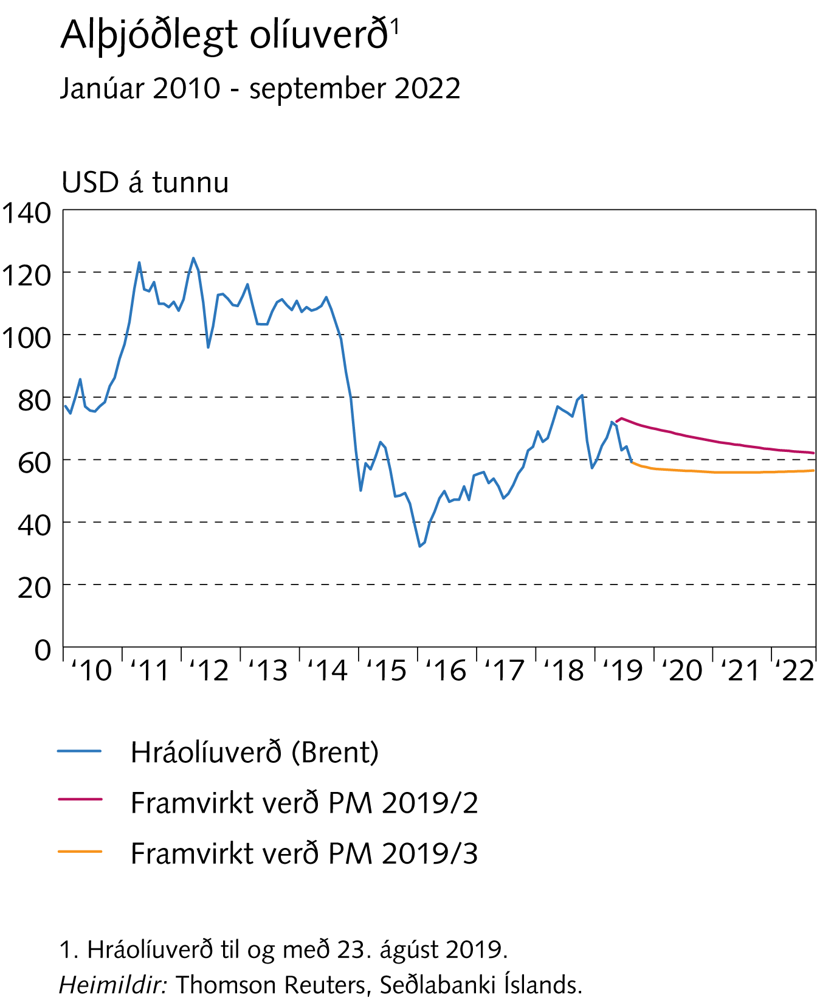 Alþjóðlegt olíuverð¹
Janúar 2010 - september 2022
USD á tunnu
140
120
100
80
60
40
20
0
‘10 ‘11 ‘12 ‘13 ‘14 ‘15 ‘16 ‘17 ‘18 ‘19 ‘20 ‘21 ‘22
Hráolíuverð (Brent)
Framvirkt verð PM 2019/2
Framvirkt verð PM 2019/3
1. Hráolíuverð til og með 23. ágúst 2019.
Heimildir: Thomson Reuters, Seðlabanki Íslands.